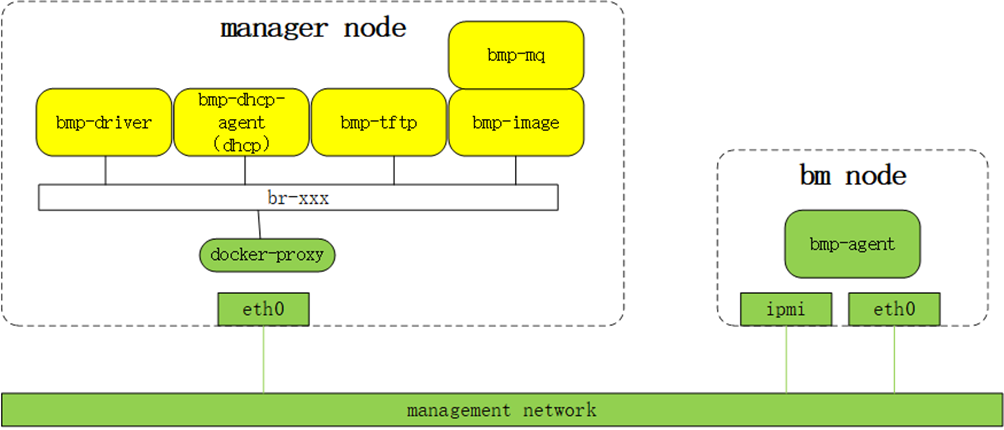 manager node
bmp-mq
bmp-driver
bmp-dhcp-
agent
（dhcp）
bmp-tftp
bmp-image
br-xxx
docker-proxy
eth0
bm node
bmp-agent
ipmi
eth0
management network